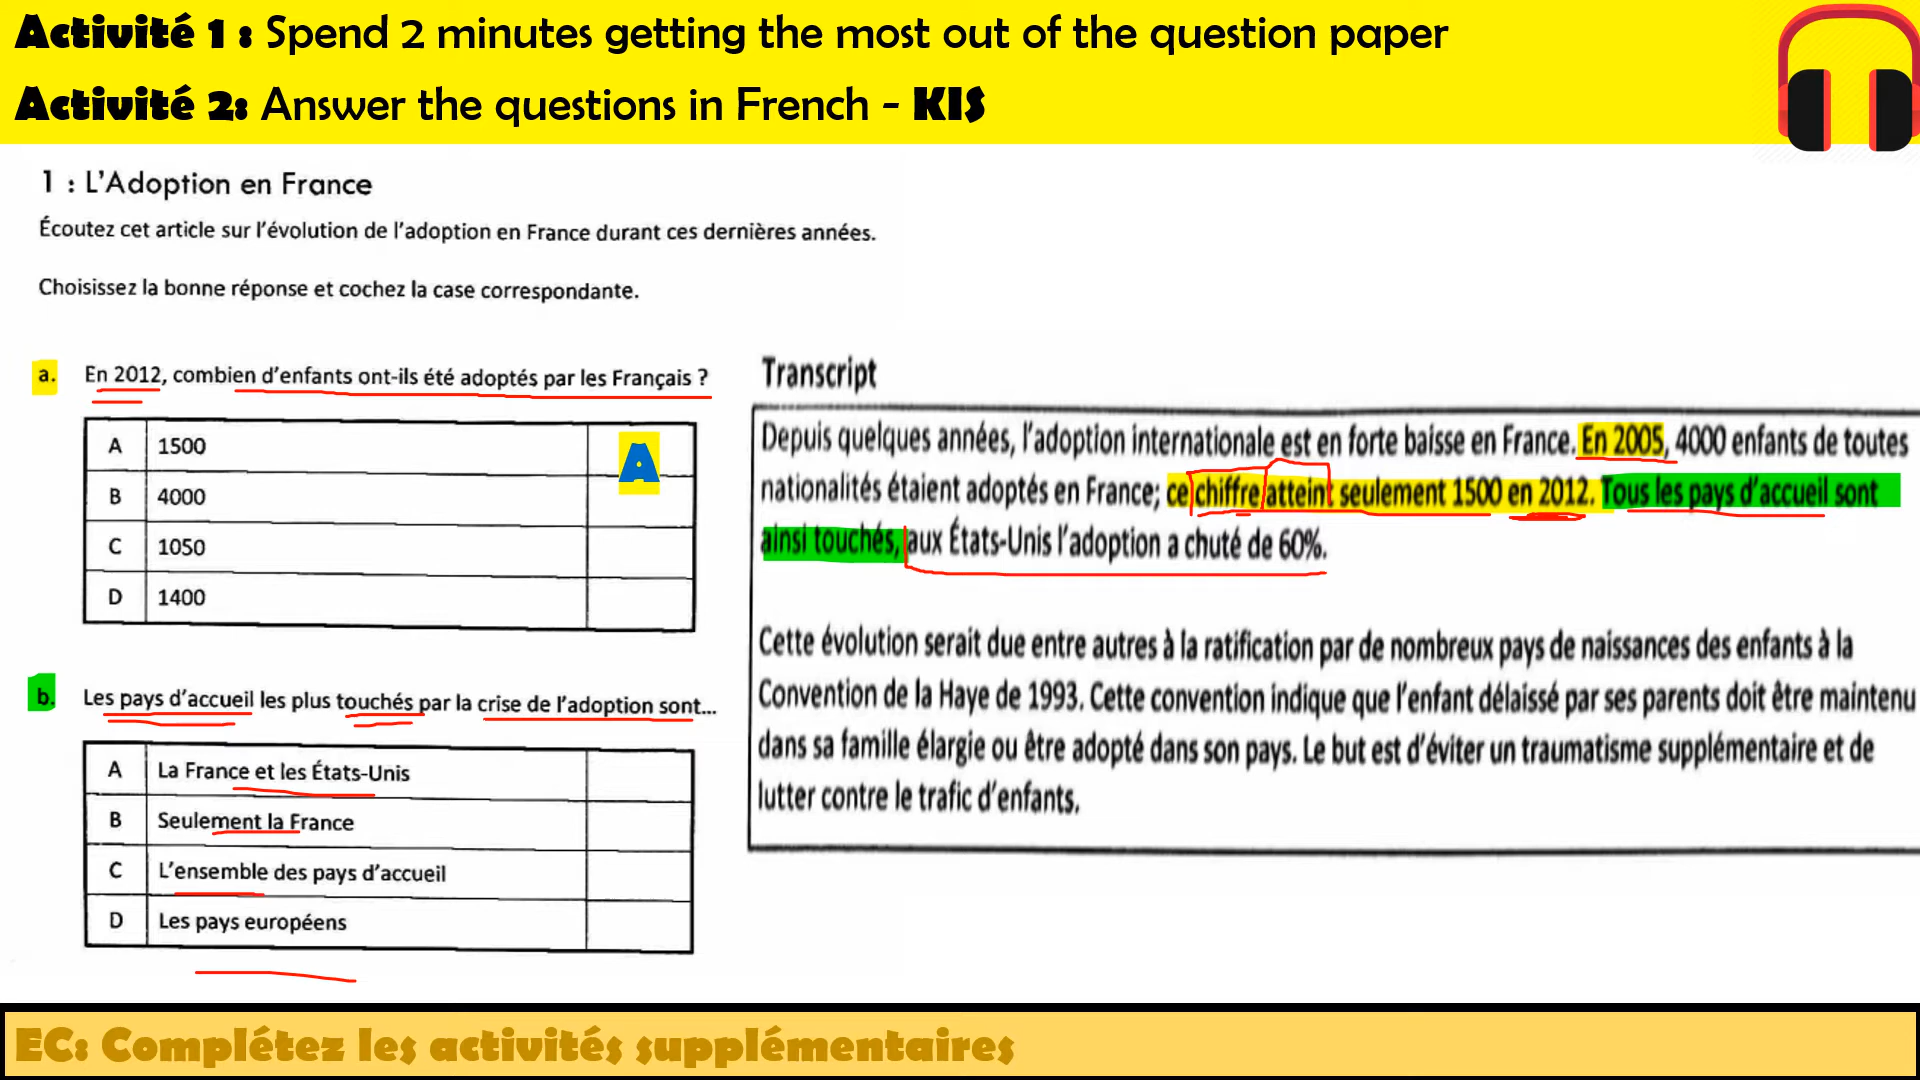 Activité 1 : Spend 2 minutes getting the most out of the question paper
Activité 2: Answer the questions in French - KIS
1 : L'Adoption en France
Écoutez cet article sur l'évolution de l'adoption en France durant ces dernières années.
Choisissez la bonne réponse et cochez la case correspondante.
a. En 2012, combien d'enfants ont-ils été adoptés par les Français ?
A 1500 A
B 4000
C 1050
D 1400
b. Les pays d'accueil les plus touchés par la crise de l'adoption sont...
A La France et les États-Unis
B Seulement la France
C L'ensemble des pays d'accueil
D Les pays européens
Transcript
Depuis quelques années, l'adoption internationale est en forte baisse en France. En 2005, 4000 enfants de toutes
nationalités étaient adoptés en France; ce chiffre atteint seulement 1500 en 2012. Tous les pays d'accueil sont
ainsi touchés, aux États-Unis l'adoption a chuté de 60%.
Cette évolution serait due entre autres à la ratification par de nombreux pays de naissances des enfants à la
Convention de la Haye de 1993. Cette convention indique que l'enfant délaissé par ses parents doit être maintenu
dans sa famille élargie ou être adopté dans son pays. Le but est d'éviter un traumatisme supplémentaire et de
lutter contre le trafic d'enfants.
EC: Complétez les activités supplémentaires